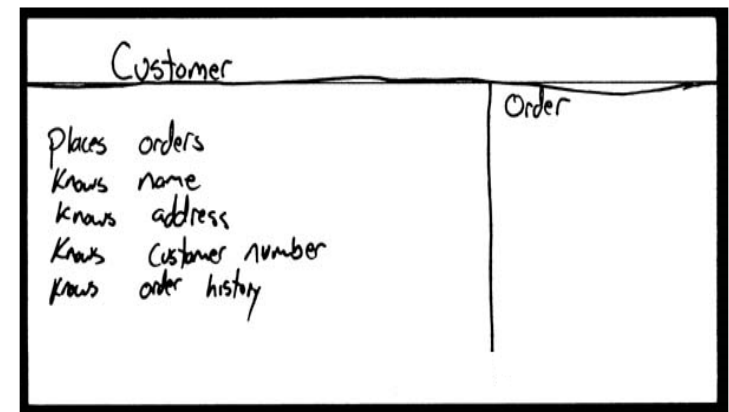 Customer
Places orders
Knows name
Knows address
Knows Customer number
Knows order history
Order